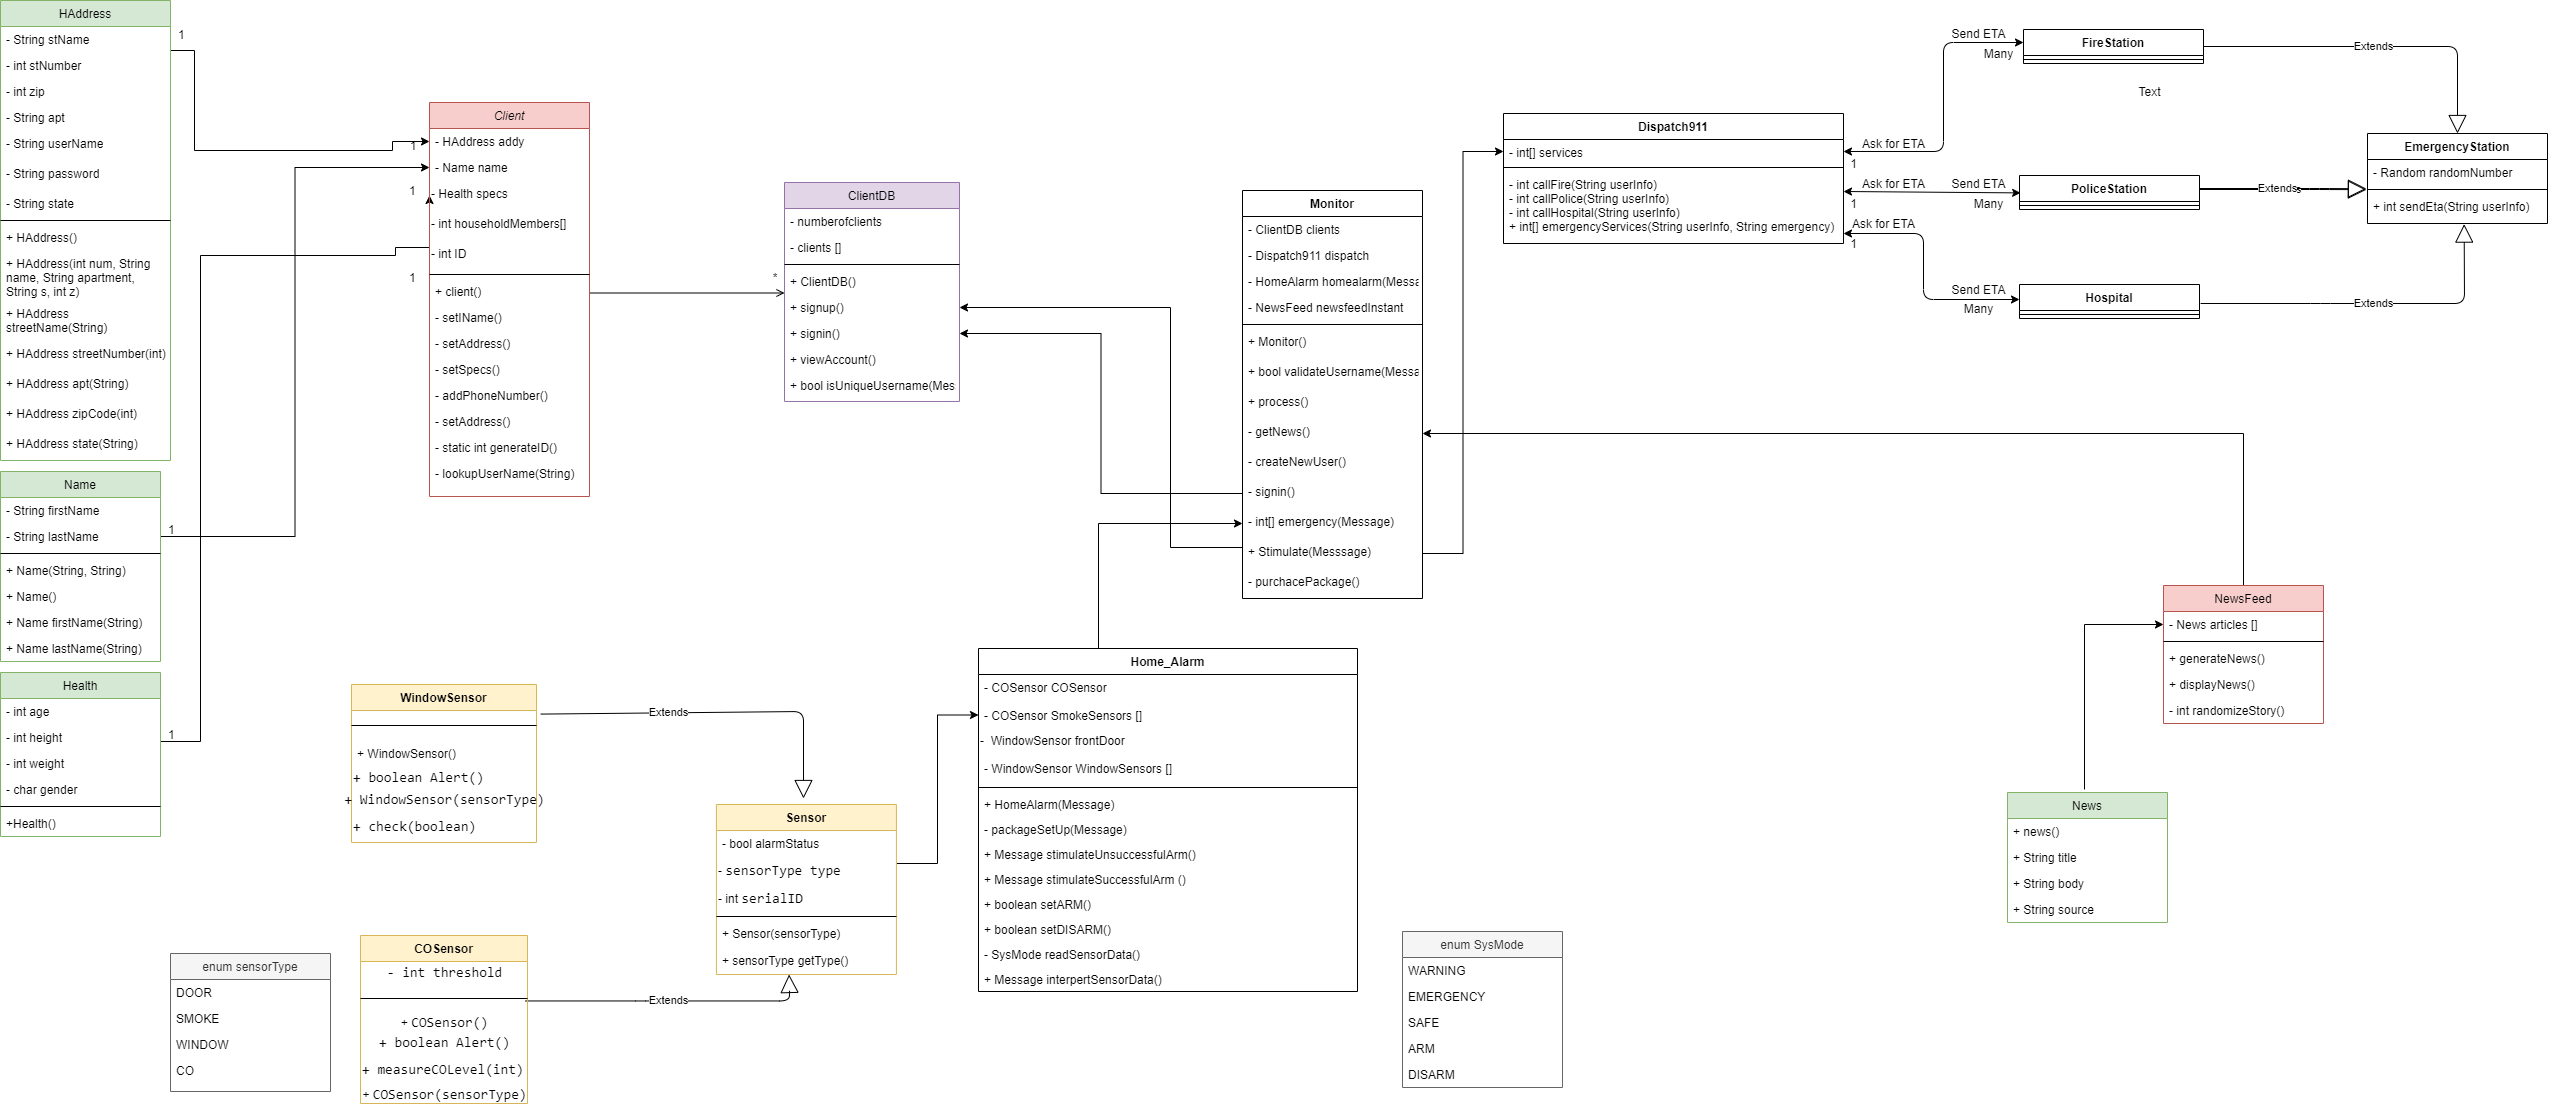 HAddress
- String stName
- int stNumber
- int zip
- String apt
- String userName
- String password
- String state
+ HAddress()
+ HAddress(int num, String
name, String apartment,
String s, int z)
+ HAddress
streetName(String)
+ HAddress streetNumber(int)
+ HAddress apt(String)
+ HAddress zipCode(int)
+ HAddress state(String)
1
Name
- String firstName
- String lastName
+ Name(String, String)
+ Name()
+ Name firstName(String)
+ Name lastName(String)
1
Health
- int age
- int height
- int weight
- char gender
+Health()
1
Client
- HAddress addy
- Name name
- Health specs
- int householdMembers[]
- int ID
+ client()
- setIName()
- setAddress()
- setSpecs()
- addPhoneNumber()
- setAddress()
- static int generateID()
- lookupUserName(String)
1
1
1
*
ClientDB
- numberofclients
- clients []
+ ClientDB()
+ signup()
+ signin()
+ viewAccount()
+ bool isUniqueUsername(Mes
Monitor
- ClientDB clients
- Dispatch911 dispatch
- HomeAlarm homealarm(Messa
- NewsFeed newsfeedInstant
+ Monitor()
+ bool validateUsername(Messa
+ process()
- getNews()
- createNewUser()
- signin()
- int[] emergency(Message)
+ Stimulate(Messsage)
- purchacePackage()
Dispatch911
- int[] services
- int callFire(String userInfo)
- int callPolice(String userInfo)
- int callHospital(String userInfo)
+ int[] emergencyServices(String userInfo, String emergency)
Send ETA
Many
Ask for ETA
1
Ask for ETA
Send ETA
1
Many
Ask for ETA
1
Send ETA
Many
FireStation
Text
PoliceStation
Hospital
Extends
Extends
Extends
EmergencyStation
- Random randomNumber
+ int sendEta(String userInfo)
NewsFeed
- News articles []
+ generateNews()
+ displayNews()
- int randomizeStory()
News
+ news()
+ String title
+ String body
+ String source
WindowSensor
+ WindowSensor()
+ boolean Alert()
+ WindowSensor(sensorType)
+ check(boolean)
Extends
Sensor
- bool alarmStatus
- sensorType type
- int serialID
+ Sensor(sensorType)
+ sensorType getType()
Home_Alarm
- COSensor COSensor
- COSensor SmokeSensors []
- WindowSensor frontDoor
- WindowSensor WindowSensors []
+ HomeAlarm(Message)
- packageSetUp(Message)
+ Message stimulateUnsuccessfulArm()
+ Message stimulateSuccessfulArm ()
+ boolean setARM()
+ boolean setDISARM()
- SysMode readSensorData()
+ Message interpertSensorData()
enum sensorType
DOOR
SMOKE
WINDOW
CO
COSensor
- int threshold
+ COSensor()
+ boolean Alert()
+ measureCOLevel(int)
+ COSensor(sensorType)
Extends
enum SysMode
WARNING
EMERGENCY
SAFE
ARM
DISARM